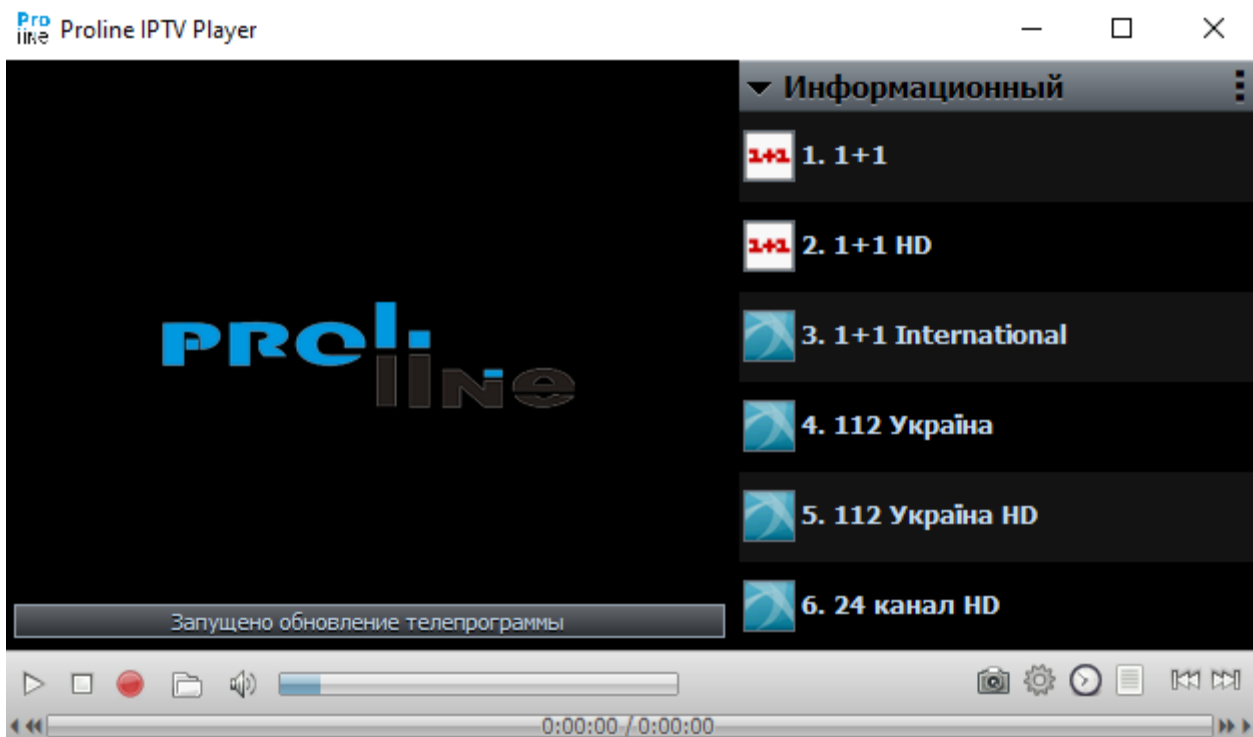 Pro
line Proline IPTV Player
Информационный
1+1 1. 1+1
1+1 2. 1+1 HD
3. 1+1 International
PROLINE
4. 112 Україна
5. 112 Україна HD
6. 24 канал HD
Запущено обновление телепрограммы
0:00:00 / 0:00:00